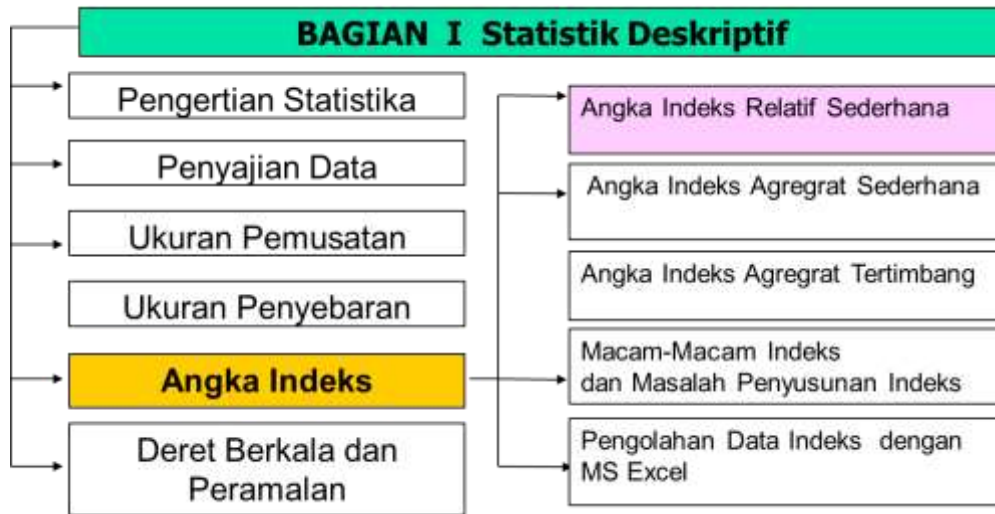 BAGIAN I Statistik Deskriptif
Pengertian Statistika
Penyajian Data
Ukuran Pemusatan
Ukuran Penyebaran
Angka Indeks
Deret Berkala dan
Peramalan
Angka Indeks Relatif Sederhana
Angka Indeks Agregrat Sederhana
Angka Indeks Agregrat Tertimbang
Macam-Macam Indeks
dan Masalah Penyusunan Indeks
Pengolahan Data Indeks dengan
MS Excel